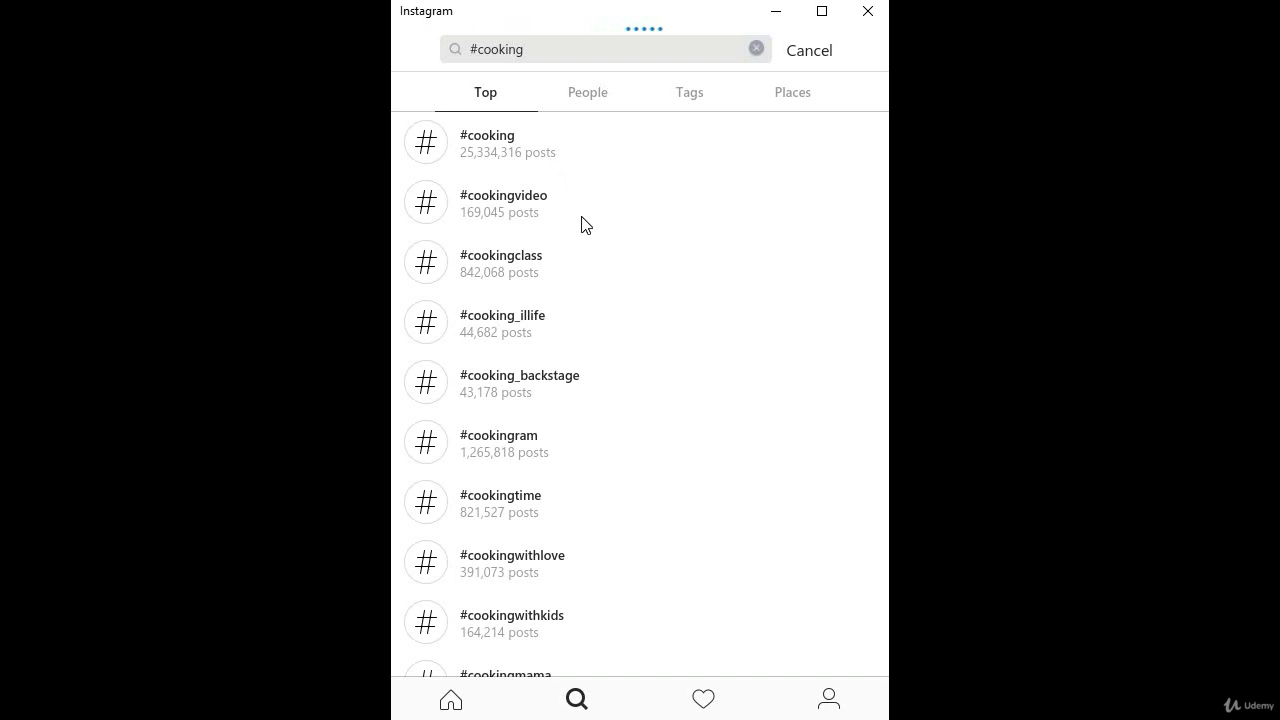 Instagram
#cooking
Cancel
Top People Tags Places
#cooking
25,334,316 posts
#cookingvideo
169,045 posts
#cookingclass
842,068 posts
#cooking_illife
44,682 posts
#cooking_backstage
43,178 posts
#cookingram
1,265,818 posts
#cookingtime
821,527 posts
#cookingwithlove
391,073 posts
#cookingwithkids
164,214 posts
#cookingmama
Udemy